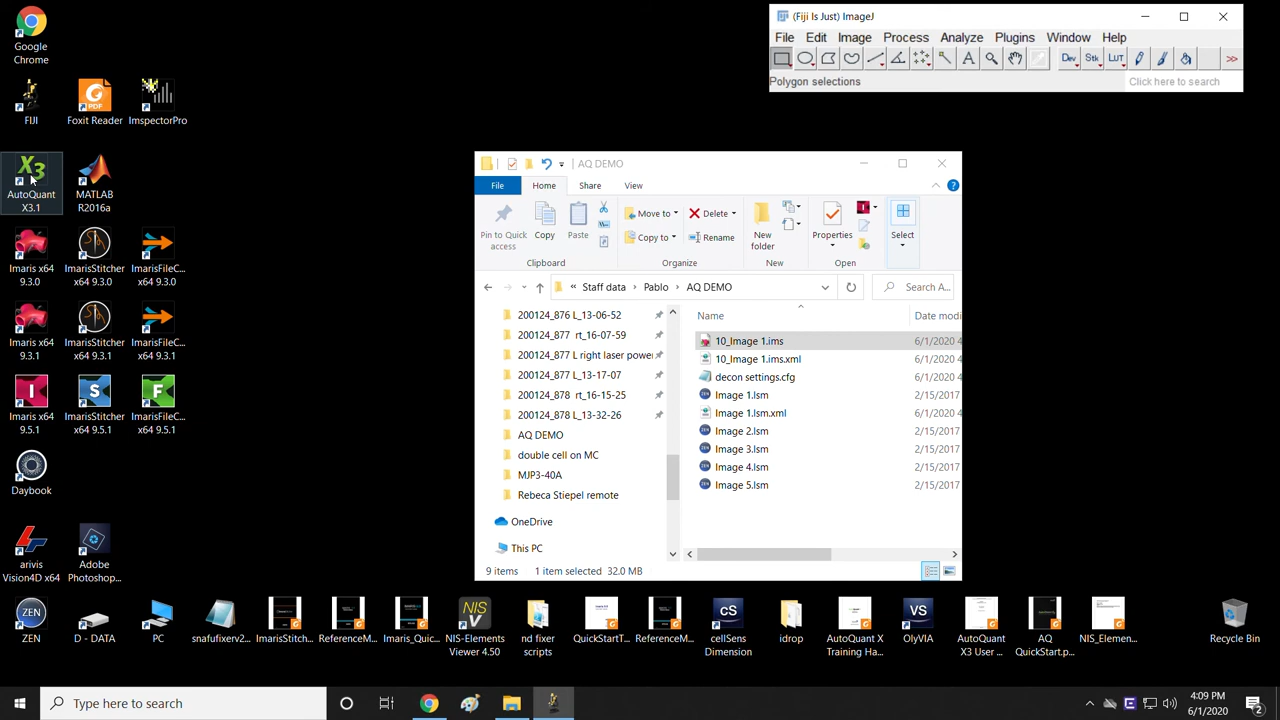 Google
Chrome
FIJI
Foxit Reader
InspectorPro
AutoQuant
X3.1
MATLAB
R2016a
Imaris x64
9.3.0
ImarisStitcher
x64 9.3.0
ImarisFileC...
x64 9.3.0
Imaris x64
9.3.1
ImarisStitcher
x64 9.3.1
ImarisFileC...
x64 9.3.1
Imaris x64
9.5.1
ImarisStitcher
x64 9.5.1
ImarisFileC...
x64 9.5.1
Daybook
arivis
Vision4D x64
Adobe
Photoshop...
(Fiji Is Just) ImageJ
File Edit Image Process Analyze Plugins Window Help
Dev Stk LUT >>
Polygon selections
Click here to search
AQ DEMO
File Home Share View
Pin to Quick
access
Copy
Paste
Clipboard
Move to
Copy to
Delete
Rename
Organize
New
folder
New
Properties
Open
Select
« Staff data > Pablo > AQ DEMO
Search A...
200124_876 L_13-06-52
200124_877 rt_16-07-59
200124_877 L right laser power
200124_877 L_13-17-07
200124_878 rt_16-15-25
200124_878 L_13-32-26
AQ DEMO
double cell on MC
MJP3-40A
Rebeca Stiepel remote
OneDrive
This PC
Name Date modi
10_Image 1.ims 6/1/2020 4
10_Image 1.ims.xml 6/1/2020 4
decon settings.cfg 6/1/2020 4
Image 1.lsm 2/15/2017
Image 1.lsm.xml 6/1/2020 4
Image 2.lsm 2/15/2017
Image 3.lsm 2/15/2017
Image 4.lsm 2/15/2017
Image 5.lsm 2/15/2017
9 items 1 item selected 32.0 MB
ZEN
D - DATA
PC
snafufixerv2...
ImarisStitch...
ReferenceM...
Imaris_Quic...
NIS-Elements
Viewer 4.50
nd fixer
scripts
QuickStartT...
ReferenceM...
cellSens
Dimension
idrop
AutoQuant X
Training Ha...
OlyVIA
AutoQuant
X3 User ...
AQ
QuickStart.p...
NIS_Elemen...
Recycle Bin
Type here to search
4:09 PM
6/1/2020
2